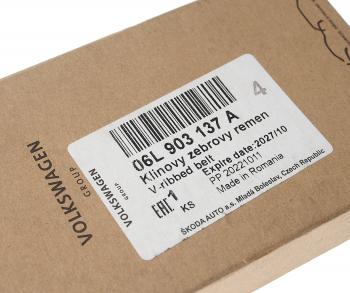 VOLKSWAGEN
GROUP
VOLKSWAGEN
GROUP
4
06L 903 137 A
Klínový žebrový řemen
V-ribbed belt
Expire date:2027/10
PP 20221011
Made in Romania
EAC 1
KS
ŠKODA AUTO a.s. Mladá Boleslav, Czech Republic